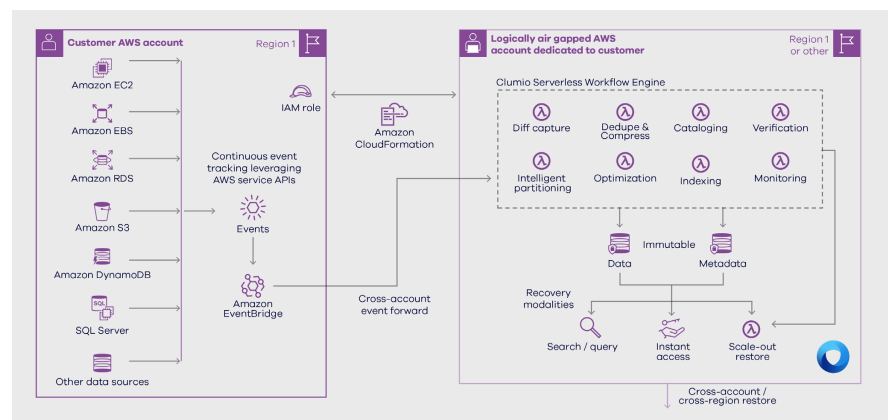 Customer AWS account
Region 1
Amazon EC2
Amazon EBS
Amazon RDS
Amazon S3
Amazon DynamoDB
SQL
SQL Server
Other data sources
IAM role
Continuous event
tracking leveraging
AWS service APIs
Events
Amazon
EventBridge
Amazon
CloudFormation
Cross-account
event forward
Logically air gapped AWS
account dedicated to customer
Region 1
or other
Clumio Serverless Workflow Engine
λ
Diff capture
λ
Dedupe &
Compress
λ
Cataloging
λ
Verification
λ
Intelligent
partitioning
λ
Optimization
λ
Indexing
λ
Monitoring
Data
Immutable
Metadata
Recovery
modalities
Search / query
Instant
access
λ
Scale-out
restore
Cross-account /
cross-region restore